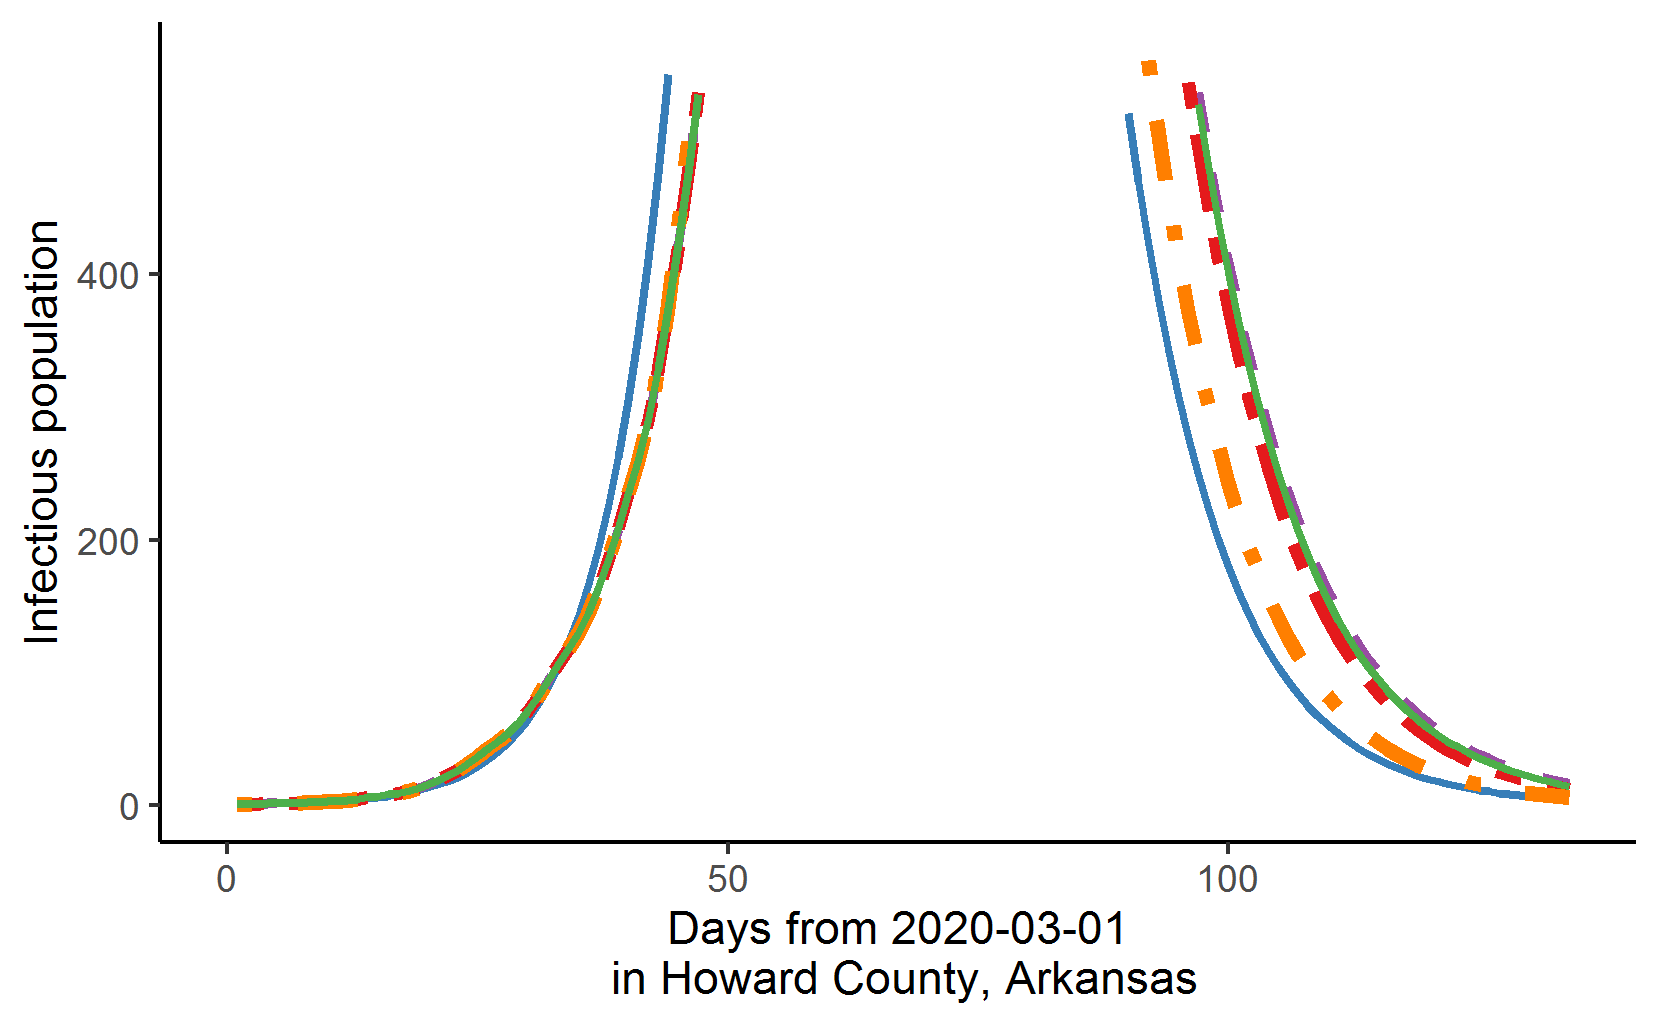 Infectious population
400
200
0
0 50 100
Days from 2020-03-01
in Howard County, Arkansas